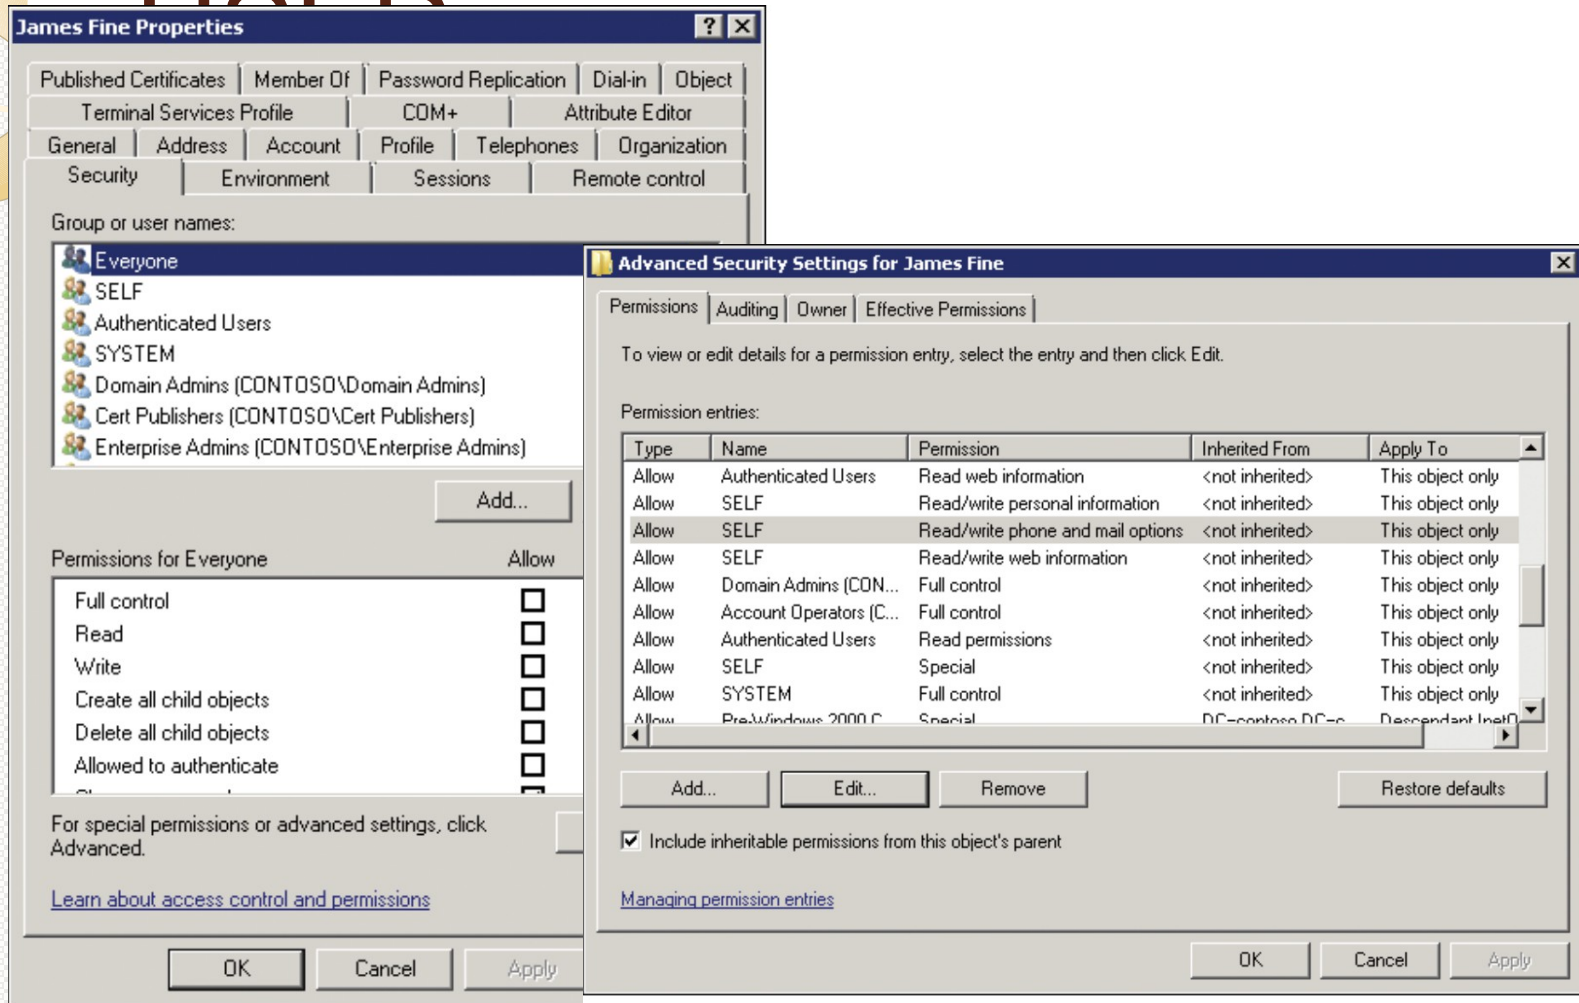 James Fine Properties
Published Certificates Member Of Password Replication Dial-in Object
Terminal Services Profile COM+ Attribute Editor
General Address Account Profile Telephones Organization
Security Environment Sessions Remote control
Group or user names:
Everyone
SELF
Authenticated Users
SYSTEM
Domain Admins (CONTOSO\Domain Admins)
Cert Publishers (CONTOSO\Cert Publishers)
Enterprise Admins (CONTOSO\Enterprise Admins)
Add...
Permissions for Everyone Allow
Full control
Read
Write
Create all child objects
Delete all child objects
Allowed to authenticate
For special permissions or advanced settings, click
Advanced.
Learn about access control and permissions
OK Cancel Apply
Advanced Security Settings for James Fine
Permissions Auditing Owner Effective Permissions
To view or edit details for a permission entry, select the entry and then click Edit.
Permission entries:
Type Name Permission Inherited From Apply To
Allow Authenticated Users Read web information <not inherited> This object only
Allow SELF Read/write personal information <not inherited> This object only
Allow SELF Read/write phone and mail options <not inherited> This object only
Allow SELF Read/write web information <not inherited> This object only
Allow Domain Admins (CON... Full control <not inherited> This object only
Allow Account Operators (C... Full control <not inherited> This object only
Allow Authenticated Users Read permissions <not inherited> This object only
Allow SELF Special <not inherited> This object only
Allow SYSTEM Full control <not inherited> This object only
Allow Pre-Windows 2000 C... Special DC=contoso,DC=c... Descendant InetO
Add... Edit... Remove Restore defaults
Include inheritable permissions from this object's parent
Managing permission entries
OK Cancel Apply